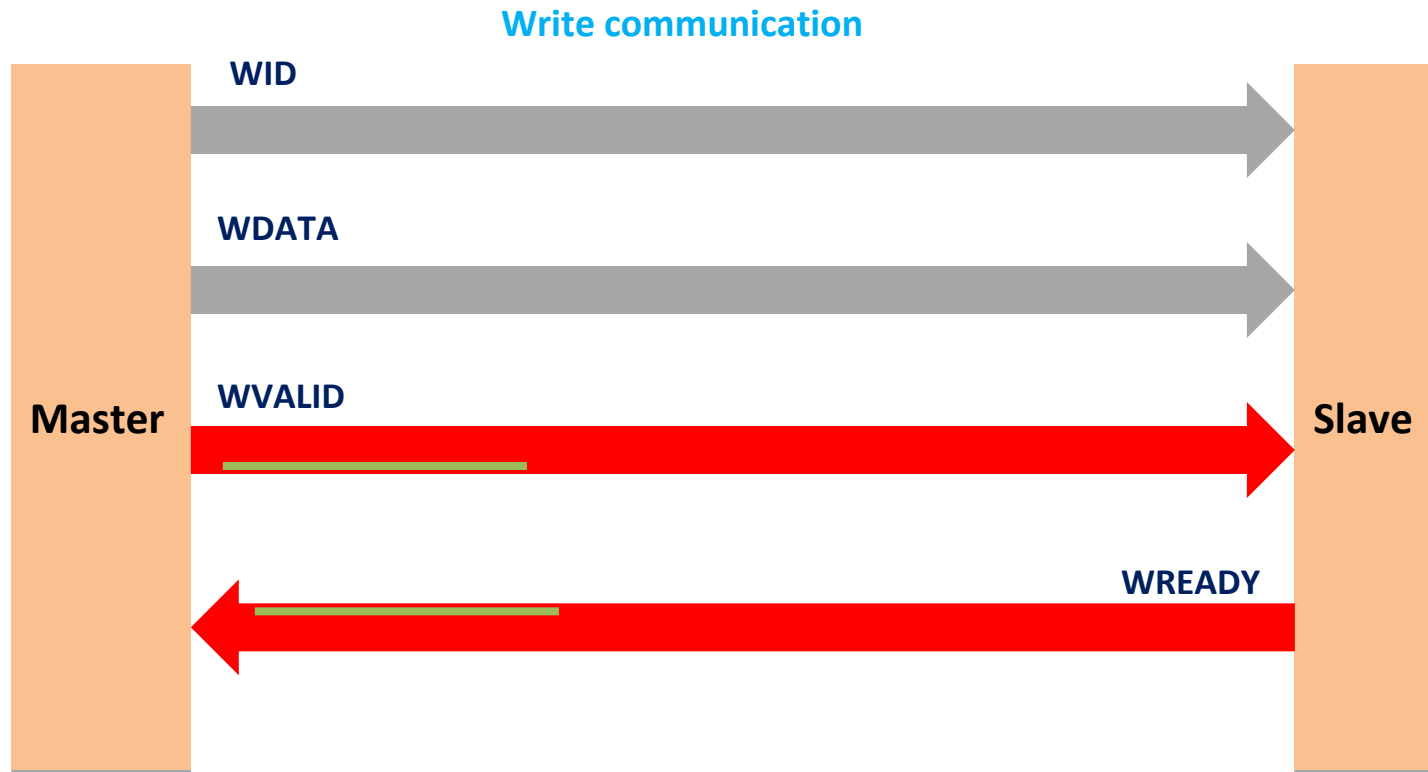 Write communication
WID
WDATA
WVALID
Master
Slave
WREADY